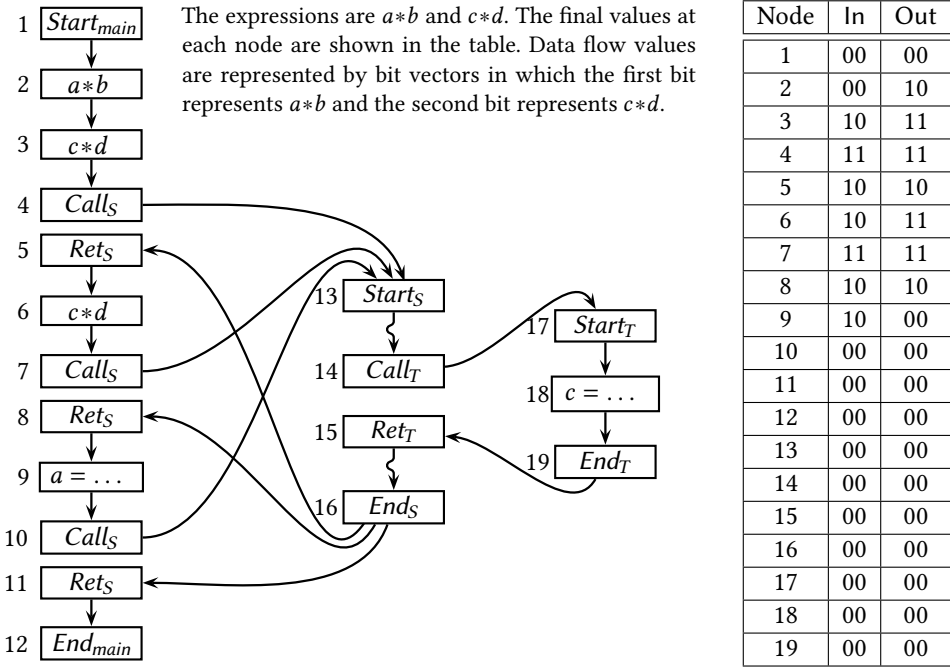 The expressions are a∗b and c∗d. The final values at
each node are shown in the table. Data flow values
are represented by bit vectors in which the first bit
represents a∗b and the second bit represents c∗d.
1 Start_main
2 a∗b
3 c∗d
4 Call_S
5 Ret_S
6 c∗d
7 Call_S
8 Ret_S
9 a = ...
10 Call_S
11 Ret_S
12 End_main
13 Start_S
14 Call_T
15 Ret_T
16 End_S
17 Start_T
18 c = ...
19 End_T
Node In Out
1 00 00
2 00 10
3 10 11
4 11 11
5 10 10
6 10 11
7 11 11
8 10 10
9 10 00
10 00 00
11 00 00
12 00 00
13 00 00
14 00 00
15 00 00
16 00 00
17 00 00
18 00 00
19 00 00